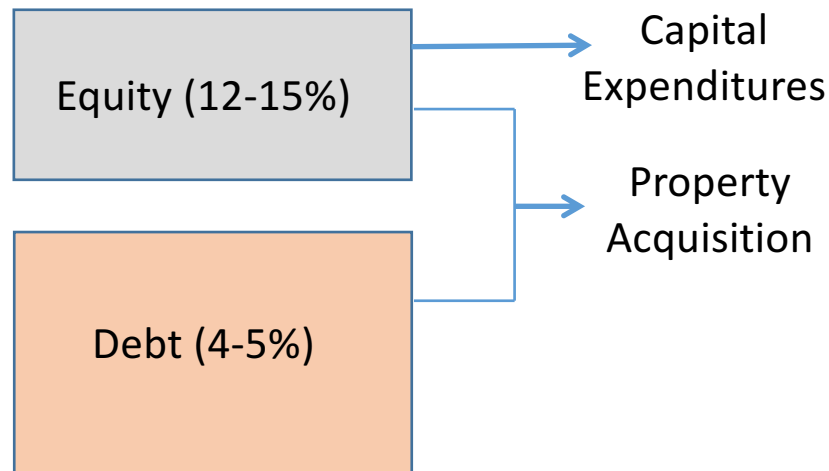 Equity (12-15%)
Capital
Expenditures
Property
Acquisition
Debt (4-5%)